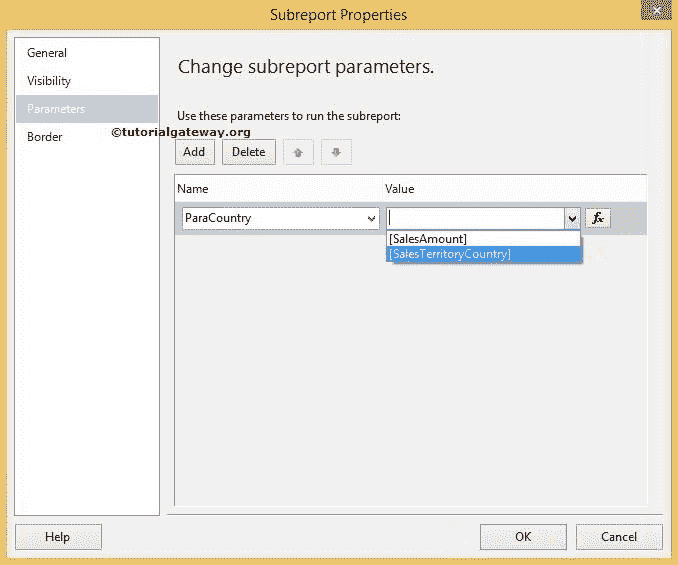 Subreport Properties
General
Visibility
Parameters
Border
Change subreport parameters.
Use these parameters to run the subreport:
©tutorialgateway.org
Add Delete
Name Value
ParaCountry fx
[SalesAmount]
[SalesTerritoryCountry]
Help OK Cancel